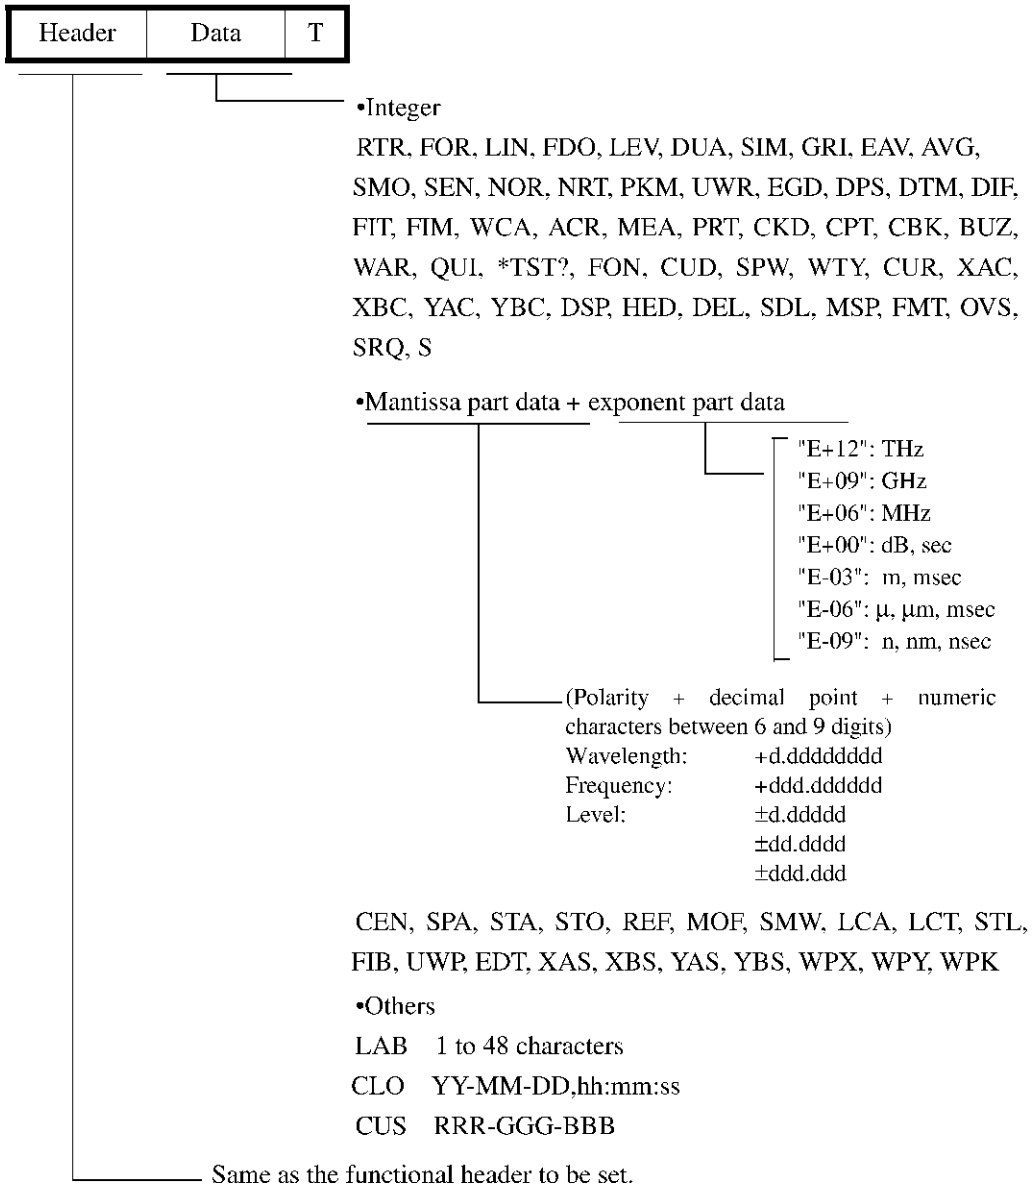 Header Data T
•Integer
RTR, FOR, LIN, FDO, LEV, DUA, SIM, GRI, EAV, AVG,
SMO, SEN, NOR, NRT, PKM, UWR, EGD, DPS, DTM, DIF,
FIT, FIM, WCA, ACR, MEA, PRT, CKD, CPT, CBK, BUZ,
WAR, QUI, *TST?, FON, CUD, SPW, WTY, CUR, XAC,
XBC, YAC, YBC, DSP, HED, DEL, SDL, MSP, FMT, OVS,
SRQ, S
•Mantissa part data + exponent part data
"E+12": THz
"E+09": GHz
"E+06": MHz
"E+00": dB, sec
"E-03": m, msec
"E-06": μ, μm, msec
"E-09": n, nm, nsec
(Polarity + decimal point + numeric
characters between 6 and 9 digits)
Wavelength: +d.dddddddd
Frequency: +ddd.dddddd
Level: ±d.ddddd
±dd.dddd
±ddd.ddd
CEN, SPA, STA, STO, REF, MOF, SMW, LCA, LCT, STL,
FIB, UWP, EDT, XAS, XBS, YAS, YBS, WPX, WPY, WPK
•Others
LAB 1 to 48 characters
CLO YY-MM-DD,hh:mm:ss
CUS RRR-GGG-BBB
Same as the functional header to be set.